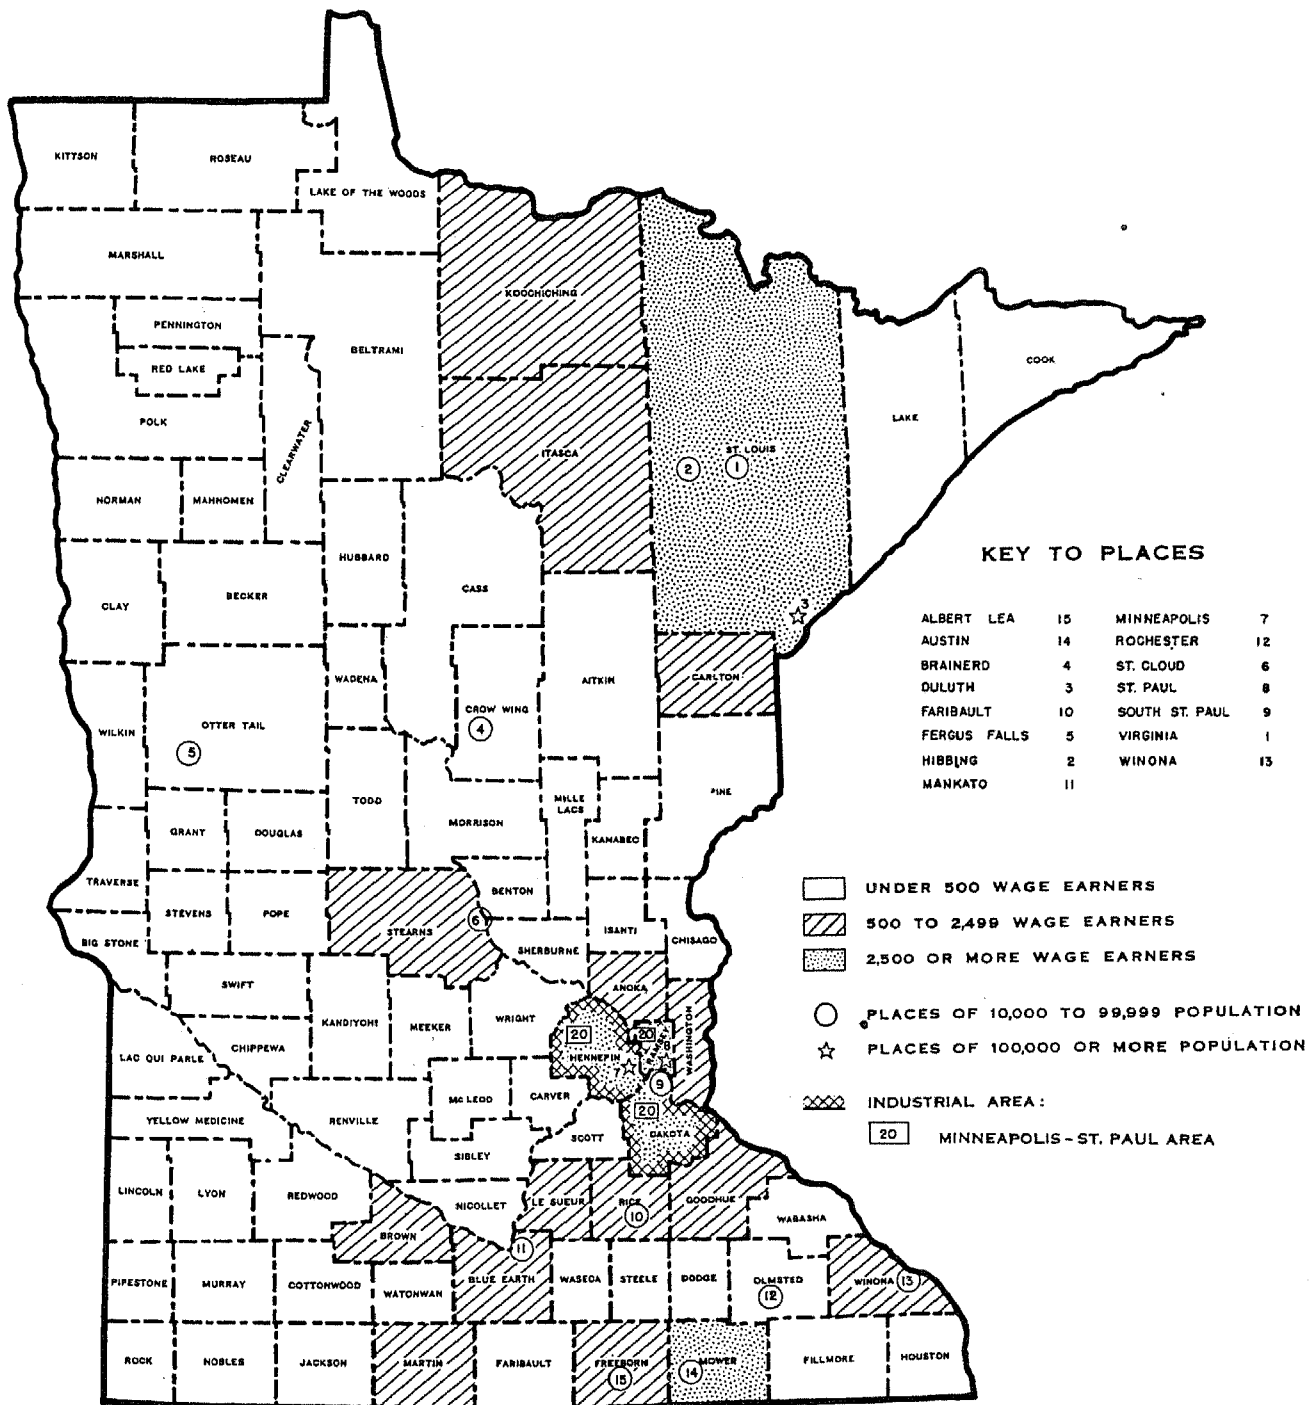 KITTSON
ROSEAU
LAKE OF THE WOODS
MARSHALL
KOOCHICHING
PENNINGTON
BELTRAMI
RED LAKE
COOK
POLK
LAKE
CLEARWATER
ITASCA
ST. LOUIS
2
1
NORMAN
MAHNOMEN
HUBBARD
CASS
BECKER
CLAY
3
WADENA
AITKIN
CARLTON
CROW WING
4
OTTER TAIL
WILKIN
5
TODD
MILLE
LACS
PINE
MORRISON
GRANT
DOUGLAS
KANABEC
TRAVERSE
BENTON
STEVENS
POPE
6
STEARNS
ISANTI
BIG STONE
SHERBURNE
CHISAGO
SWIFT
ANOKA
KANDIYOHI
MEEKER
WRIGHT
WASHINGTON
20
20
RAMSEY
8
CHIPPEWA
LAC QUI PARLE
HENNEPIN
7
9
MC LEOD
CARVER
20
YELLOW MEDICINE
RENVILLE
DAKOTA
SCOTT
SIBLEY
LINCOLN
LYON
REDWOOD
NICOLLET
LE SUEUR
RICE
GOODHUE
10
WABASHA
BROWN
11
PIPESTONE
MURRAY
COTTONWOOD
WATONWAN
BLUE EARTH
WASECA
STEELE
DODGE
OLMSTED
12
WINONA
13
ROCK
NOBLES
JACKSON
MARTIN
FARIBAULT
FREEBORN
15
MOWER
14
FILLMORE
HOUSTON
KEY TO PLACES
ALBERT LEA 15 MINNEAPOLIS 7
AUSTIN 14 ROCHESTER 12
BRAINERD 4 ST. CLOUD 6
DULUTH 3 ST. PAUL 8
FARIBAULT 10 SOUTH ST. PAUL 9
FERGUS FALLS 5 VIRGINIA 1
HIBBING 2 WINONA 13
MANKATO 11
UNDER 500 WAGE EARNERS
500 TO 2,499 WAGE EARNERS
2,500 OR MORE WAGE EARNERS
PLACES OF 10,000 TO 99,999 POPULATION
PLACES OF 100,000 OR MORE POPULATION
INDUSTRIAL AREA:
20 MINNEAPOLIS-ST. PAUL AREA